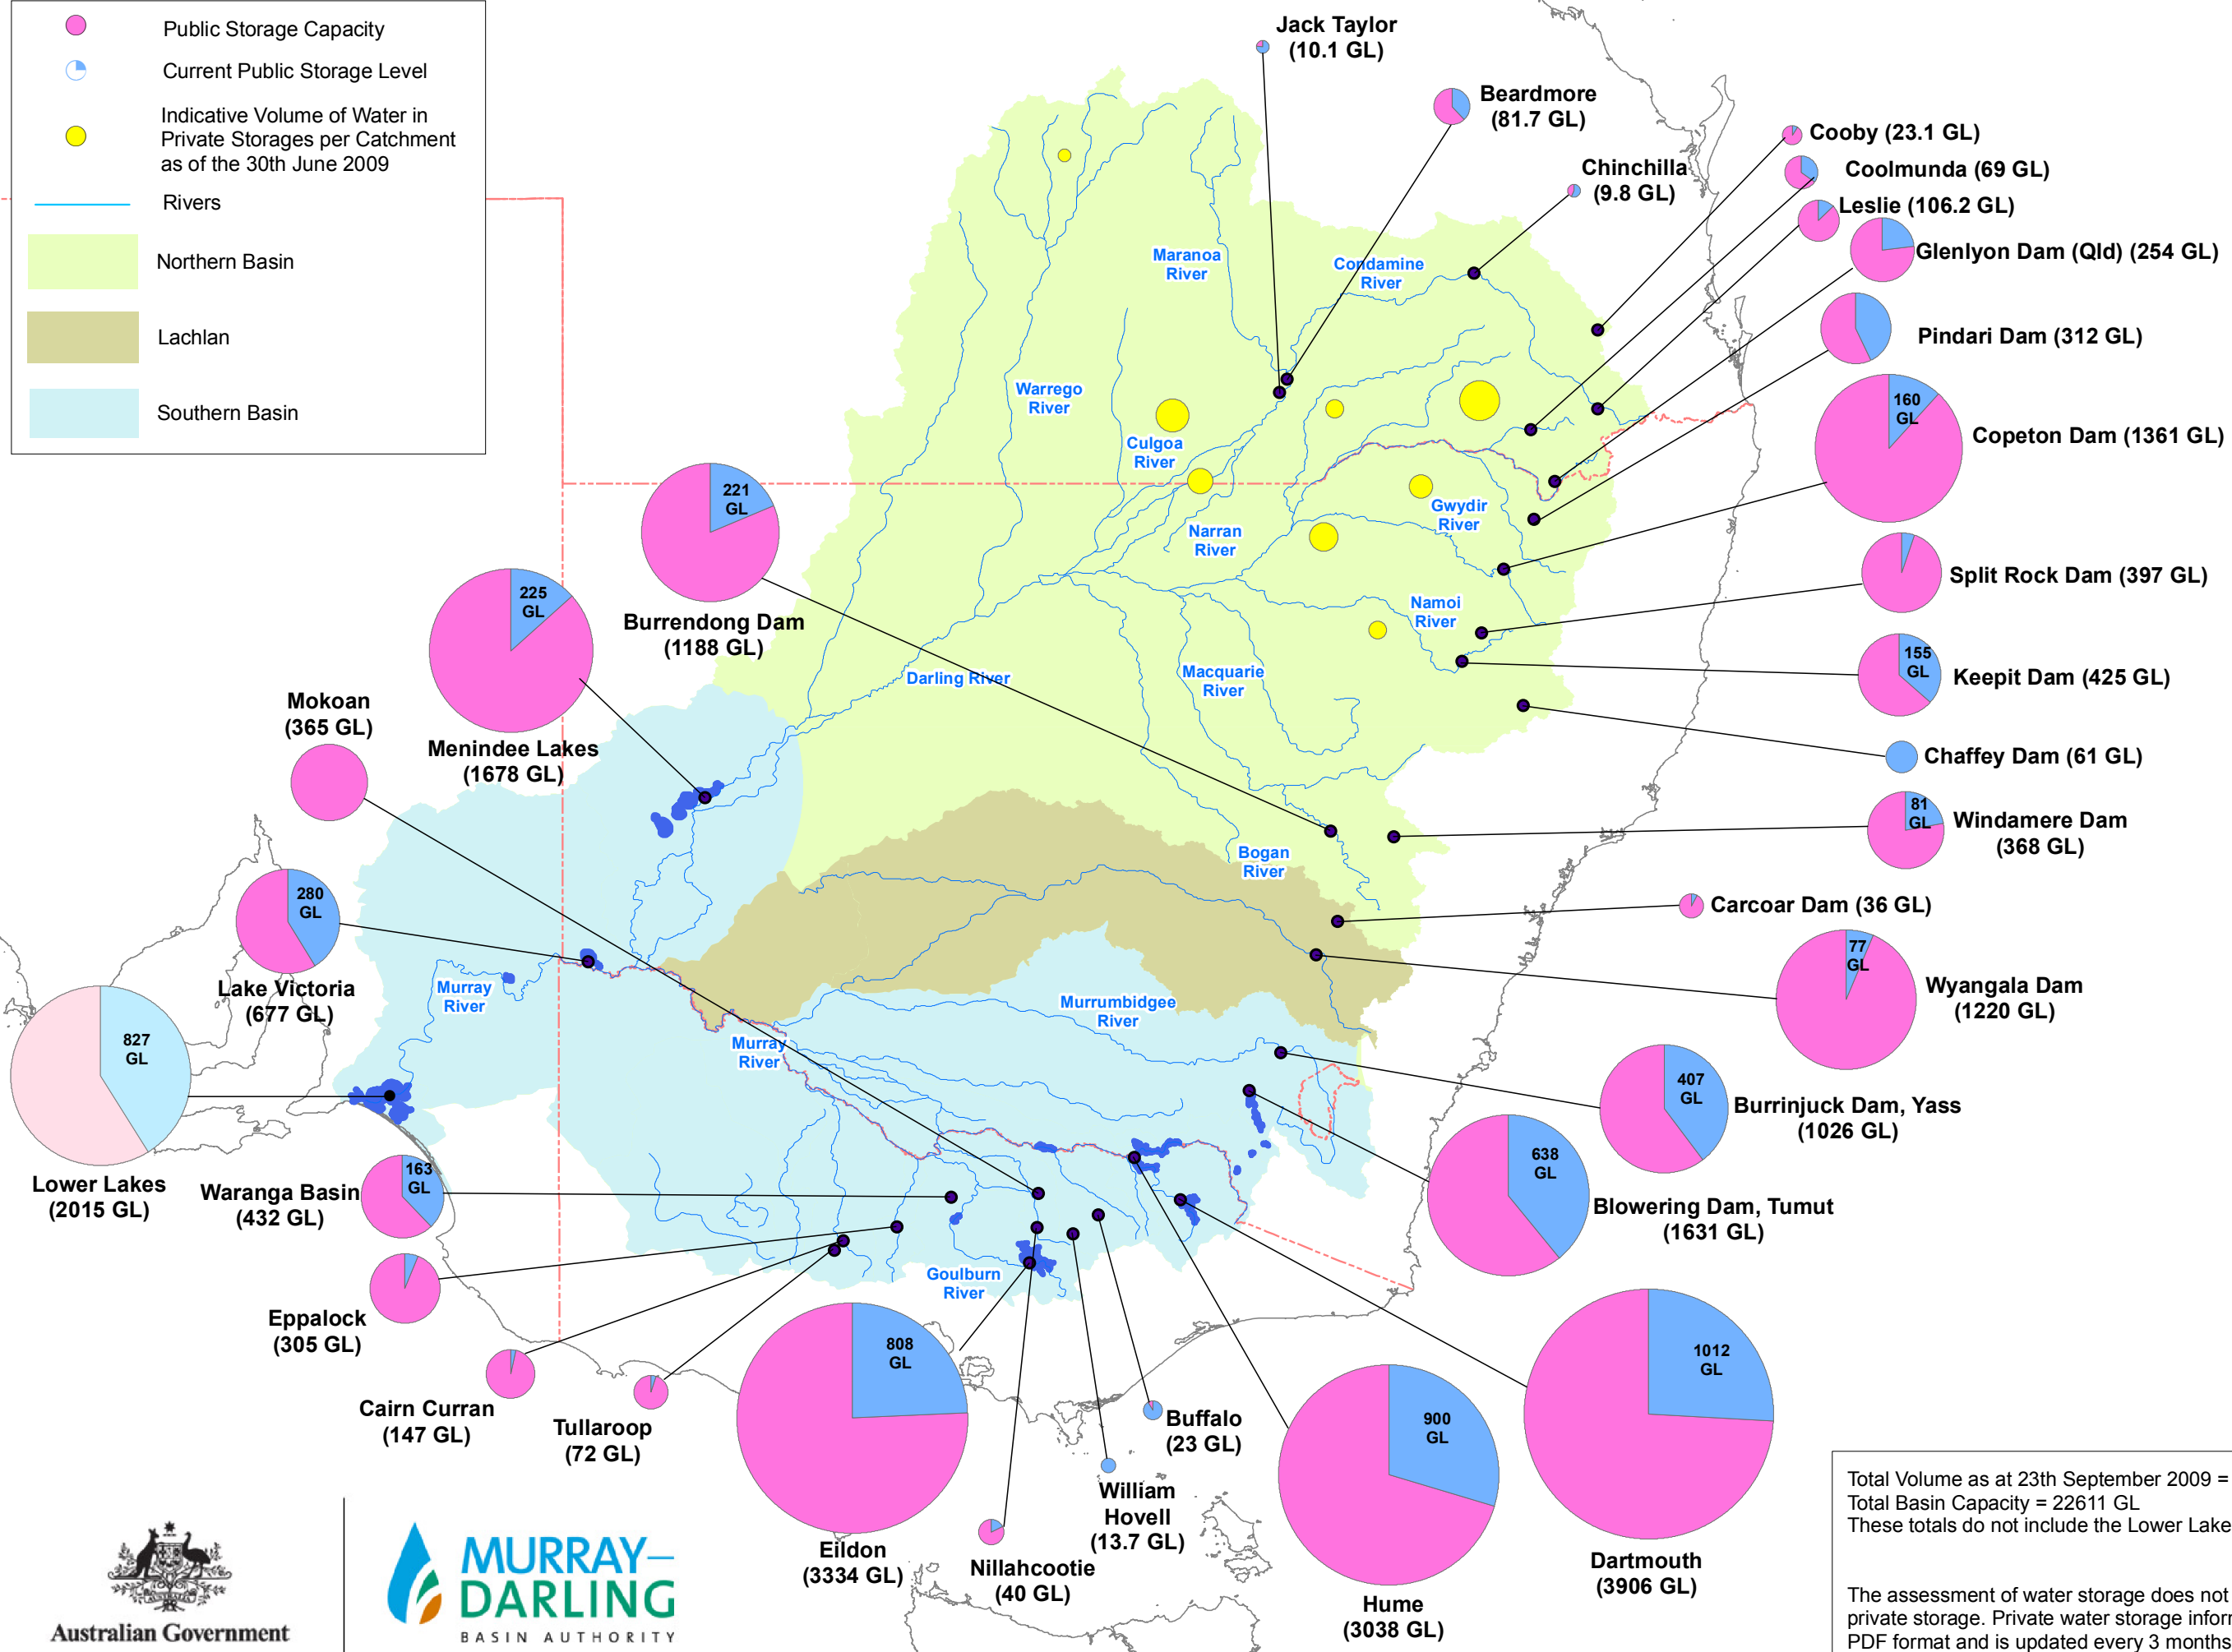 Public Storage Capacity
Current Public Storage Level
Indicative Volume of Water in
Private Storages per Catchment
as of the 30th June 2009
Rivers
Northern Basin
Lachlan
Southern Basin
Jack Taylor
(10.1 GL)
Beardmore
(81.7 GL)
Chinchilla
(9.8 GL)
Cooby (23.1 GL)
Coolmunda (69 GL)
Leslie (106.2 GL)
Glenlyon Dam (Qld) (254 GL)
Pindari Dam (312 GL)
160
GL
Copeton Dam (1361 GL)
Split Rock Dam (397 GL)
155
GL
Keepit Dam (425 GL)
Chaffey Dam (61 GL)
81
GL
Windamere Dam
(368 GL)
Carcoar Dam (36 GL)
77
GL
Wyangala Dam
(1220 GL)
407
GL
Burrinjuck Dam, Yass
(1026 GL)
638
GL
Blowering Dam, Tumut
(1631 GL)
1012
GL
Dartmouth
(3906 GL)
900
GL
Hume
(3038 GL)
Buffalo
(23 GL)
William
Hovell
(13.7 GL)
Nillahcootie
(40 GL)
808
GL
Eildon
(3334 GL)
Tullaroop
(72 GL)
Cairn Curran
(147 GL)
Eppalock
(305 GL)
163
GL
Waranga Basin
(432 GL)
827
GL
Lower Lakes
(2015 GL)
280
GL
Lake Victoria
(677 GL)
Mokoan
(365 GL)
225
GL
Menindee Lakes
(1678 GL)
221
GL
Burrendong Dam
(1188 GL)
Maranoa
River
Condamine
River
Warrego
River
Culgoa
River
Narran
River
Gwydir
River
Namoi
River
Macquarie
River
Darling River
Bogan
River
Murray
River
Murrumbidgee
River
Murray
River
Goulburn
River
Australian Government
MURRAY–
DARLING
BASIN AUTHORITY
Total Volume as at 23th September 2009 =
Total Basin Capacity = 22611 GL
These totals do not include the Lower Lake
The assessment of water storage does not
private storage. Private water storage infor
PDF format and is updated every 3 months